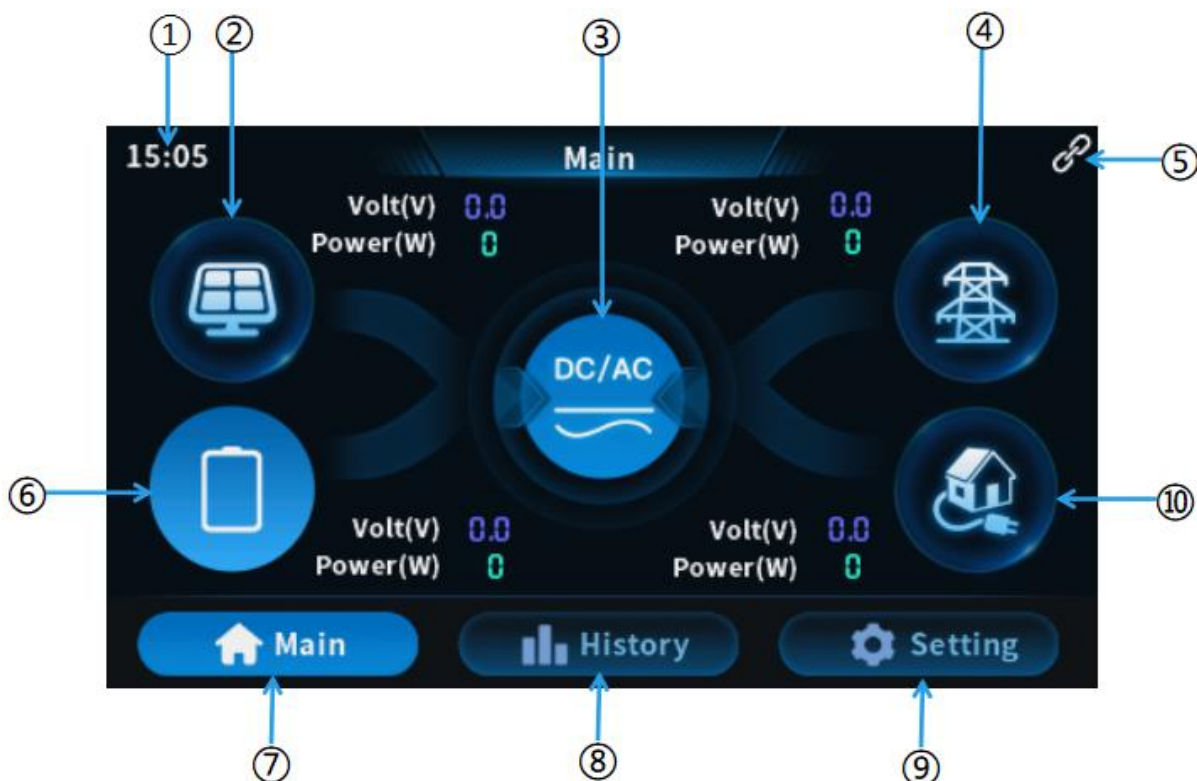 ① ② ③ ④
15:05 Main ⑤
Volt(V) 0.0 Volt(V) 0.0
Power(W) 0 Power(W) 0
DC/AC
⑥ ⑩
Volt(V) 0.0 Volt(V) 0.0
Power(W) 0 Power(W) 0
Main History Setting
⑦ ⑧ ⑨